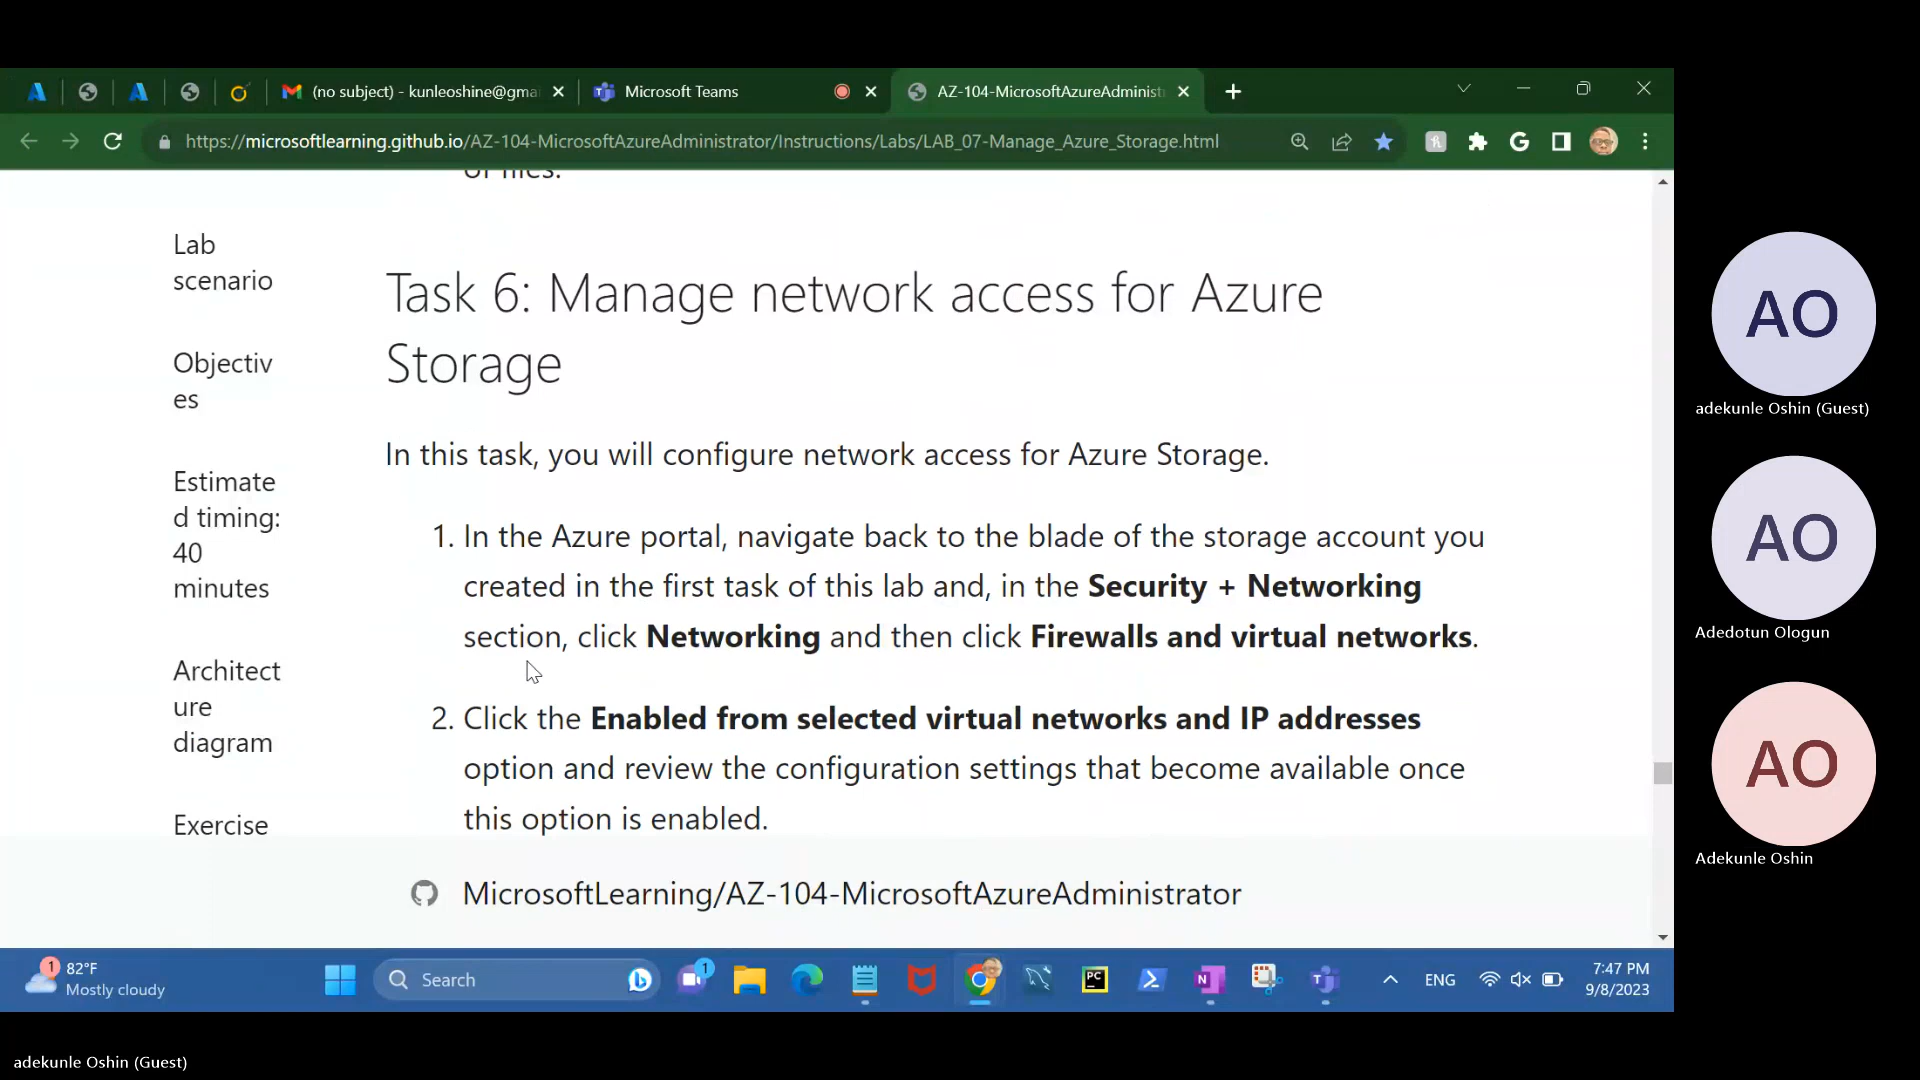 (no subject) - kunleoshine@gma
Microsoft Teams
AZ-104-MicrosoftAzureAdminist
https://microsoftlearning.github.io/AZ-104-MicrosoftAzureAdministrator/Instructions/Labs/LAB_07-Manage_Azure_Storage.html
of files.
Lab
scenario
Objectiv
es
Estimate
d timing:
40
minutes
Architect
ure
diagram
Exercise
Task 6: Manage network access for Azure
Storage
In this task, you will configure network access for Azure Storage.
1. In the Azure portal, navigate back to the blade of the storage account you
created in the first task of this lab and, in the Security + Networking
section, click Networking and then click Firewalls and virtual networks.
2. Click the Enabled from selected virtual networks and IP addresses
option and review the configuration settings that become available once
this option is enabled.
MicrosoftLearning/AZ-104-MicrosoftAzureAdministrator
AO
adekunle Oshin (Guest)
AO
Adedotun Ologun
AO
Adekunle Oshin
1
82°F
Mostly cloudy
Search
1
PC
N
T
ENG
7:47 PM
9/8/2023
adekunle Oshin (Guest)